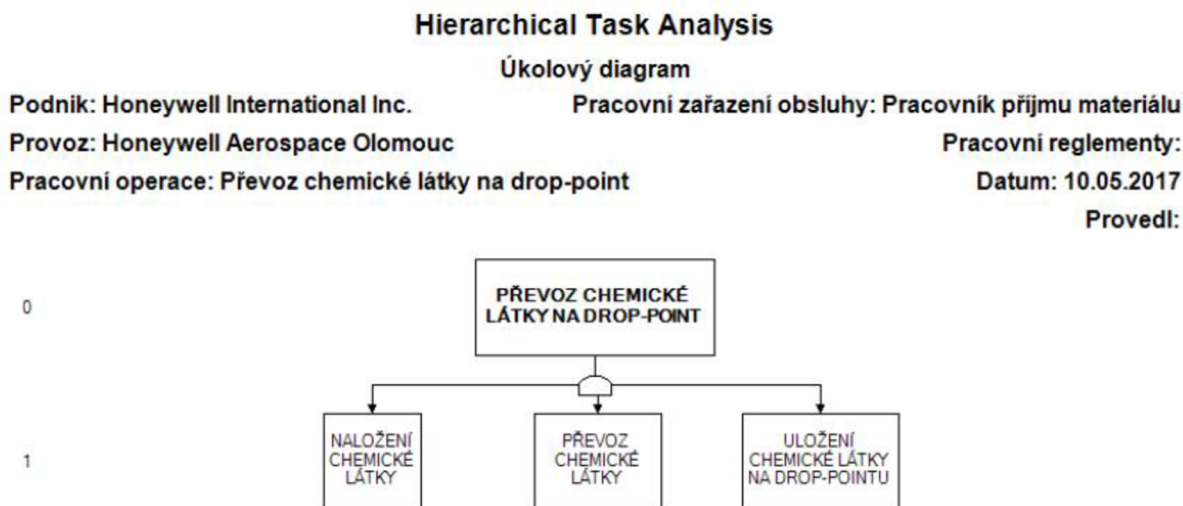 Hierarchical Task Analysis
Úkolový diagram
Podnik: Honeywell International Inc.
Pracovní zařazení obsluhy: Pracovník příjmu materiálu
Provoz: Honeywell Aerospace Olomouc
Pracovní reglementy:
Pracovní operace: Převoz chemické látky na drop-point
Datum: 10.05.2017
Provedl:
0
PŘEVOZ CHEMICKÉ
LÁTKY NA DROP-POINT
1
NALOŽENÍ
CHEMICKÉ
LÁTKY
PŘEVOZ
CHEMICKÉ
LÁTKY
ULOŽENÍ
CHEMICKÉ LÁTKY
NA DROP-POINTU